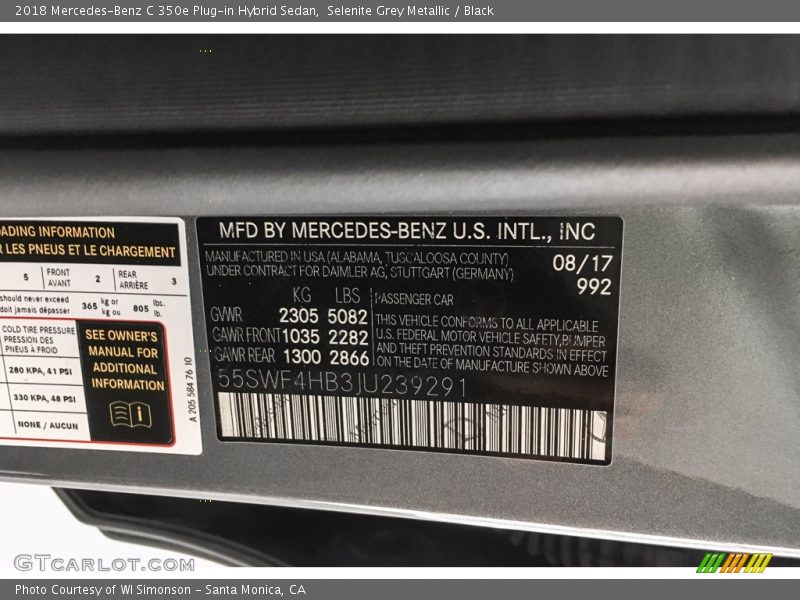 2018 Mercedes-Benz C 350e Plug-in Hybrid Sedan, Selenite Grey Metallic / Black
ADING INFORMATION
R LES PNEUS ET LE CHARGEMENT
5 FRONT AVANT 2 REAR ARRIÈRE 3
should never exceed
doit jamais dépasser 365 kg or kg ou 805 lbs. lb.
COLD TIRE PRESSURE
PRESSION DES
PNEUS À FROID
280 KPA, 41 PSI
330 KPA, 48 PSI
NONE / AUCUN
SEE OWNER'S
MANUAL FOR
ADDITIONAL
INFORMATION
A 205 584 76 10
MFD BY MERCEDES-BENZ U.S. INTL., INC
MANUFACTURED IN USA (ALABAMA, TUSCALOOSA COUNTY)
UNDER CONTRACT FOR DAIMLER AG, STUTTGART (GERMANY)
08/17
992
KG LBS
GVWR 2305 5082
GAWR FRONT 1035 2282
GAWR REAR 1300 2866
PASSENGER CAR
THIS VEHICLE CONFORMS TO ALL APPLICABLE
U.S. FEDERAL MOTOR VEHICLE SAFETY, BUMPER
AND THEFT PREVENTION STANDARDS IN EFFECT
ON THE DATE OF MANUFACTURE SHOWN ABOVE
55SWF4HB3JU239291
GTCARLOT.COM
Photo Courtesy of WI Simonson - Santa Monica, CA